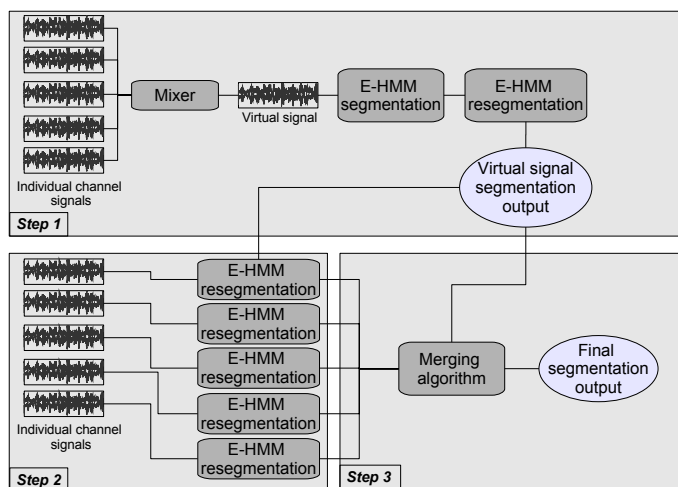 Mixer
Virtual signal
E-HMM
segmentation
E-HMM
resegmentation
Individual channel
signals
Virtual signal
segmentation
output
Step 1
E-HMM
resegmentation
E-HMM
resegmentation
E-HMM
resegmentation
E-HMM
resegmentation
E-HMM
resegmentation
Individual channel
signals
Step 2
Merging
algorithm
Final
segmentation
output
Step 3